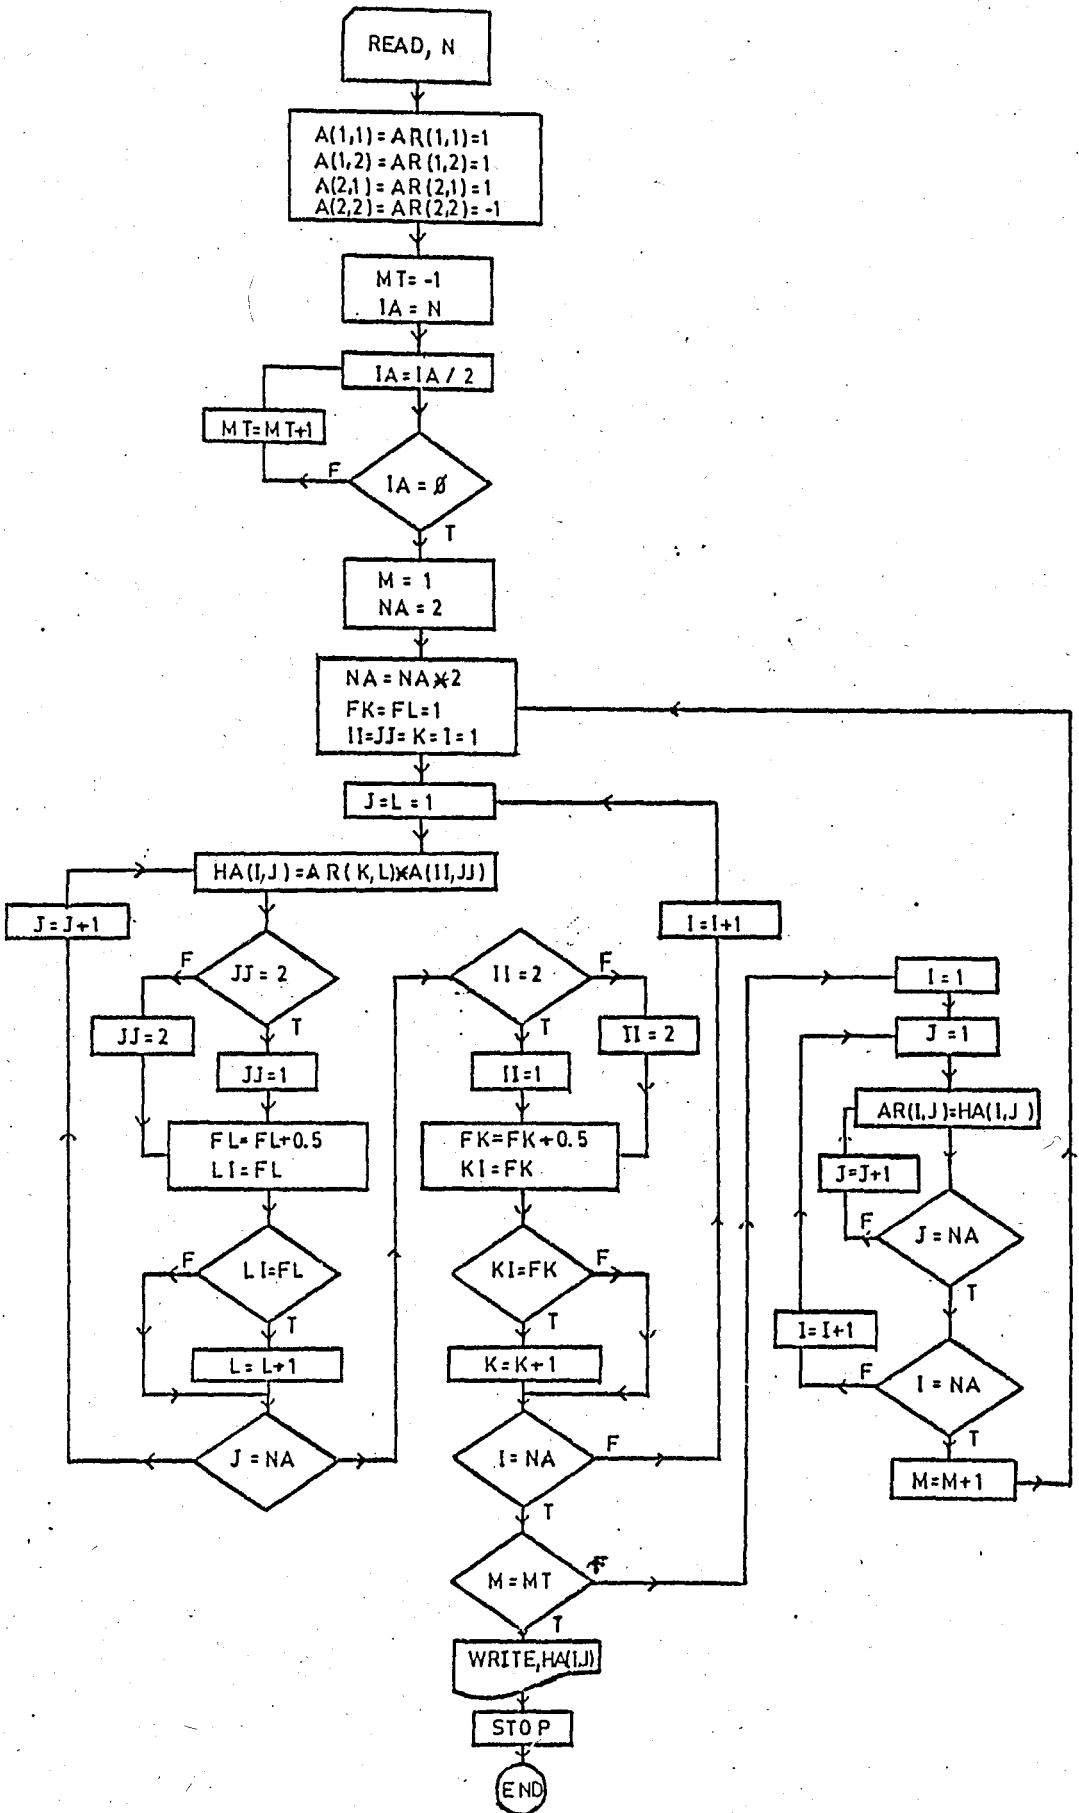 READ, N
A(1,1)=AR(1,1)=1
A(1,2)=AR(1,2)=1
A(2,1)=AR(2,1)=1
A(2,2)=AR(2,2)=-1
MT=-1
IA=N
IA=IA/2
MT=MT+1
F
IA=Ø
T
M=1
NA=2
NA=NA*2
FK=FL=1
II=JJ=K=I=1
J=L=1
HA(I,J)=AR(K,L)*A(II,JJ)
J=J+1
I=I+1
F
JJ=2
T
JJ=2
JJ=1
FL=FL+0.5
LI=FL
F
LI=FL
T
L=L+1
J=NA
II=2
F
T
II=2
II=1
FK=FK+0.5
KI=FK
KI=FK
F
T
K=K+1
I=NA
F
T
M=MT
F
T
WRITE,HA(I,J)
STOP
END
I=1
J=1
AR(I,J)=HA(I,J)
J=J+1
F
J=NA
T
I=I+1
F
I=NA
T
M=M+1